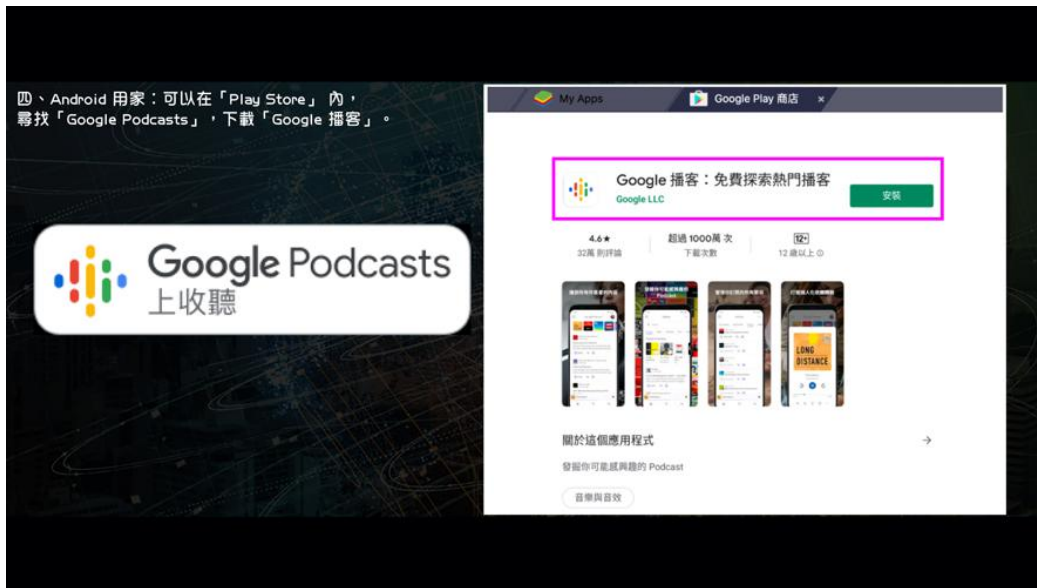 四、Android 用家：可以在「Play Store」 內，
尋找「Google Podcasts」，下載「Google 播客」。
Google Podcasts
上收聽
My Apps
Google Play 商店 ×
Google 播客：免費探索熱門播客
Google LLC
安裝
4.6★
32萬 則評論
超過 1000萬 次
下載次數
12+
12 歲以上
LONG
DISTANCE
關於這個應用程式
發掘你可能感興趣的 Podcast
音樂與音效